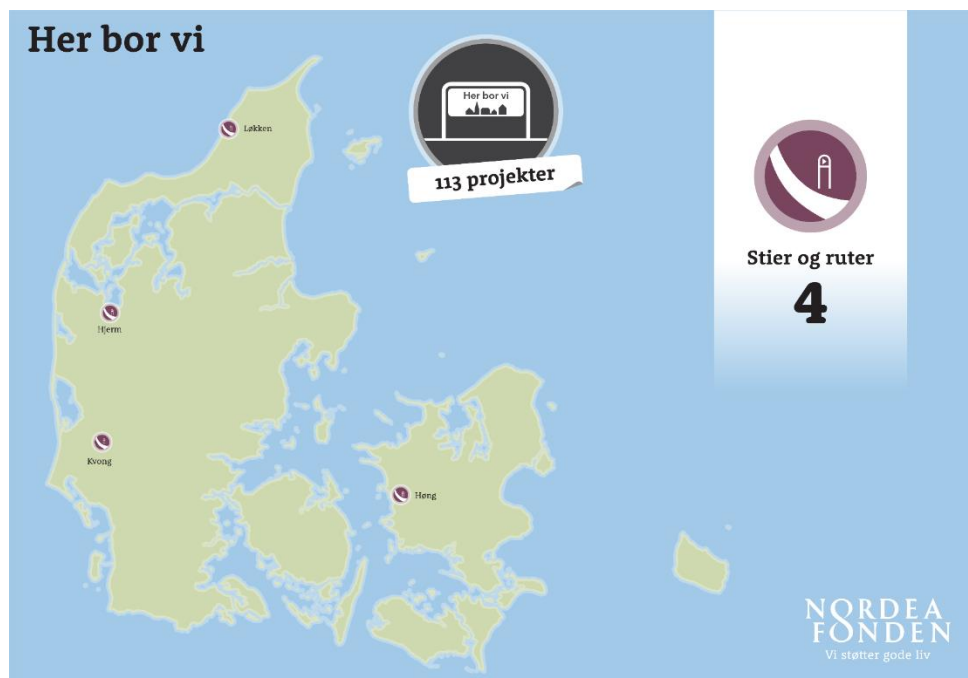 Her bor vi
Her bor vi
113 projekter
Stier og ruter
4
Løkken
Hjerm
Kvong
Høng
NORDEA
FONDEN
Vi støtter gode liv